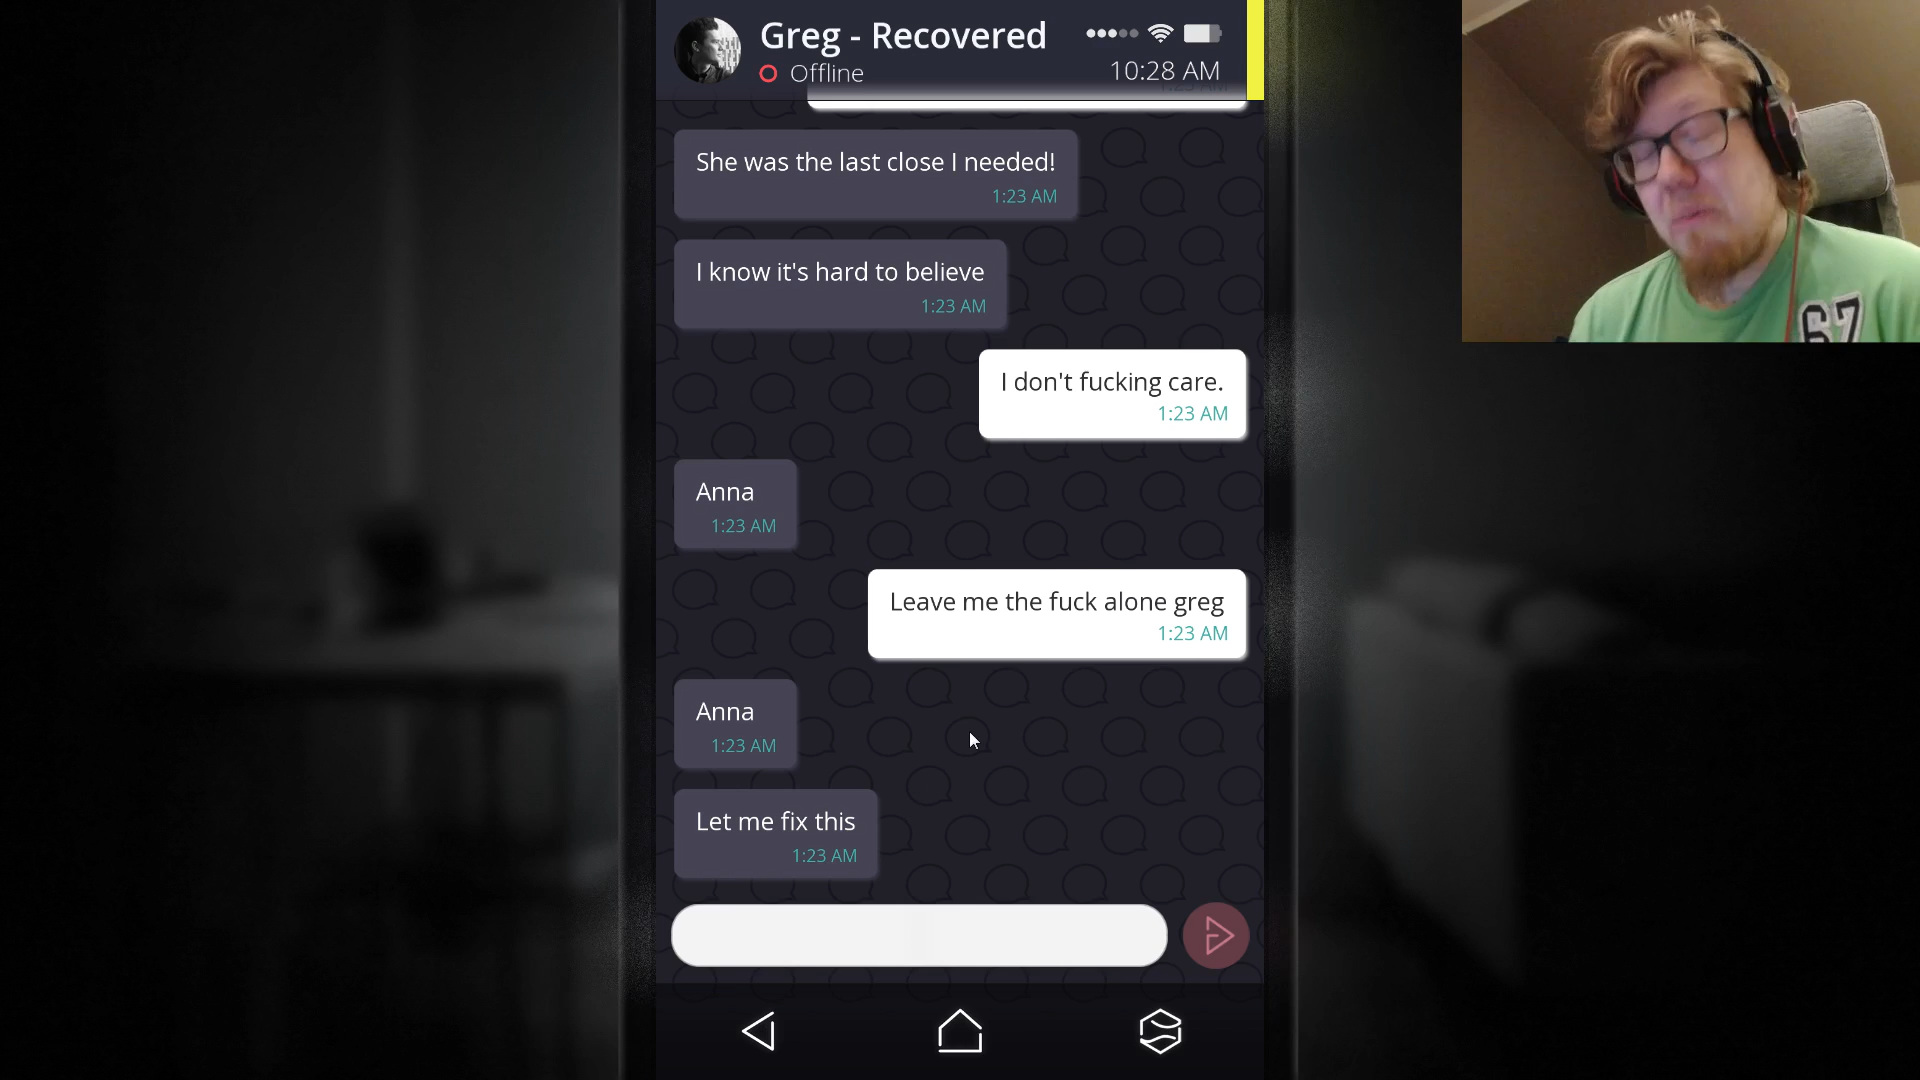 Greg - Recovered
Offline
10:28 AM
She was the last close I needed!
1:23 AM
I know it's hard to believe
1:23 AM
I don't fucking care.
1:23 AM
Anna
1:23 AM
Leave me the fuck alone greg
1:23 AM
Anna
1:23 AM
Let me fix this
1:23 AM
67